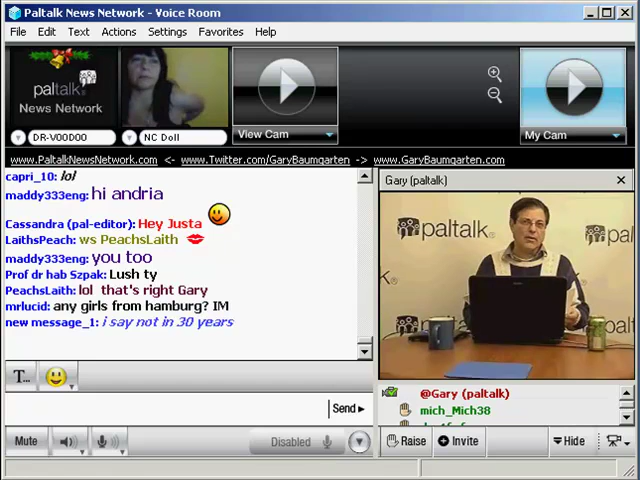 Paltalk News Network - Voice Room
File Edit Text Actions Settings Favorites Help
paltalk
News Network
DR-V00D00
NC Doll
View Cam
My Cam
www.PaltalkNewsNetwork.com <- www.Twitter.com/GaryBaumgarten -> www.GaryBaumgarten.com
capri_10: lol
maddy333eng: hi andria
Cassandra (pal-editor): Hey Justa
LaithsPeach: ws PeachsLaith
maddy333eng: you too
Prof dr hab Szpak: Lush ty
PeachsLaith: lol that's right Gary
mrlucid: any girls from hamburg? IM
new message_1: i say not in 30 years
Gary (paltalk)
paltalk
paltalk
@Gary (paltalk)
mich_Mich38
T...
Send
Mute
Disabled
Raise
Invite
Hide